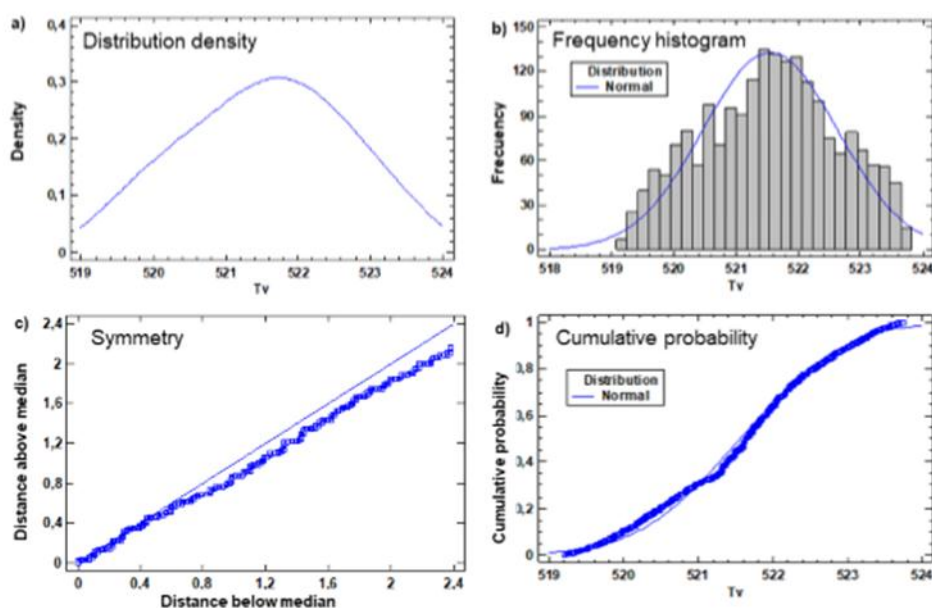 a)
Distribution density
0,4
0,3
0,2
0,1
0
Density
519 520 521 522 523 524
Tv
b)
Frequency histogram
150
120
90
60
30
0
Frecuency
Distribution
Normal
518 519 520 521 522 523 524
Tv
c)
Symmetry
2,4
2
1,6
1,2
0,8
0,4
0
Distance above median
0 0,4 0,8 1,2 1,6 2 2,4
Distance below median
d)
Cumulative probability
1
3,8
3,6
3,4
3,2
0
Cumulative probability
Distribution
Normal
519 520 521 522 523 524
Tv